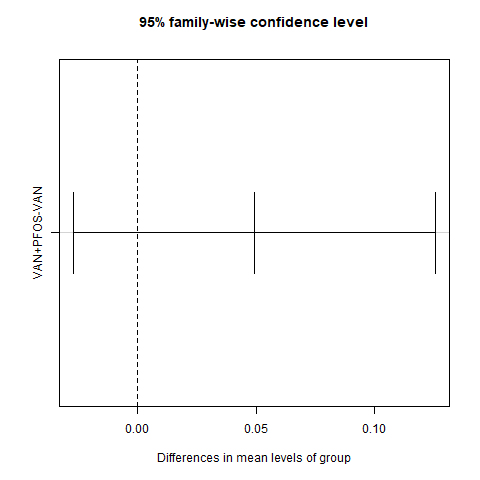 95% family-wise confidence level
VAN+PFOS-VAN
0.00
0.05
0.10
Differences in mean levels of group